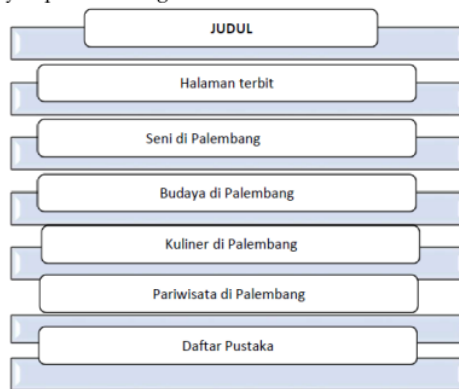 JUDUL
Halaman terbit
Seni di Palembang
Budaya di Palembang
Kuliner di Palembang
Pariwisata di Palembang
Daftar Pustaka